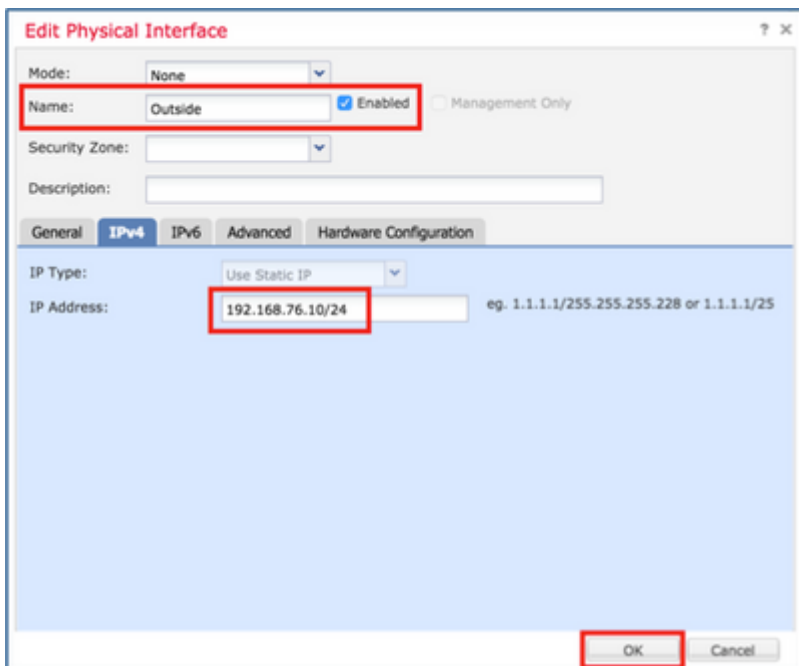 Edit Physical Interface ? ×
Mode: None
Name: Outside Enabled Management Only
Security Zone:
Description:
General IPv4 IPv6 Advanced Hardware Configuration
IP Type: Use Static IP
IP Address: 192.168.76.10/24 eg. 1.1.1.1/255.255.255.228 or 1.1.1.1/25
OK Cancel